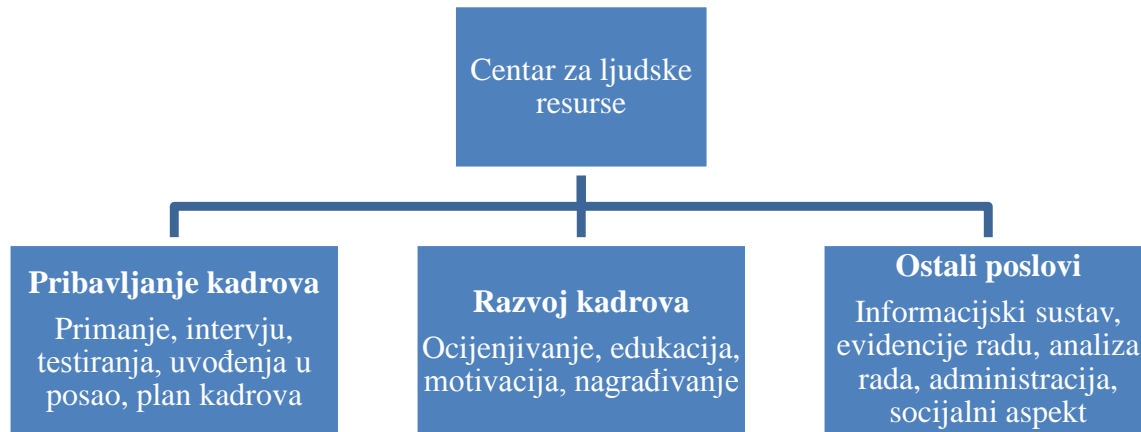 Centar za ljudske
resurse
Pribavljanje kadrova
Primanje, intervju,
testiranja, uvođenja u
posao, plan kadrova
Razvoj kadrova
Ocijenjivanje, edukacija,
motivacija, nagrađivanje
Ostali poslovi
Informacijski sustav,
evidencije radu, analiza
rada, administracija,
socijalni aspekt